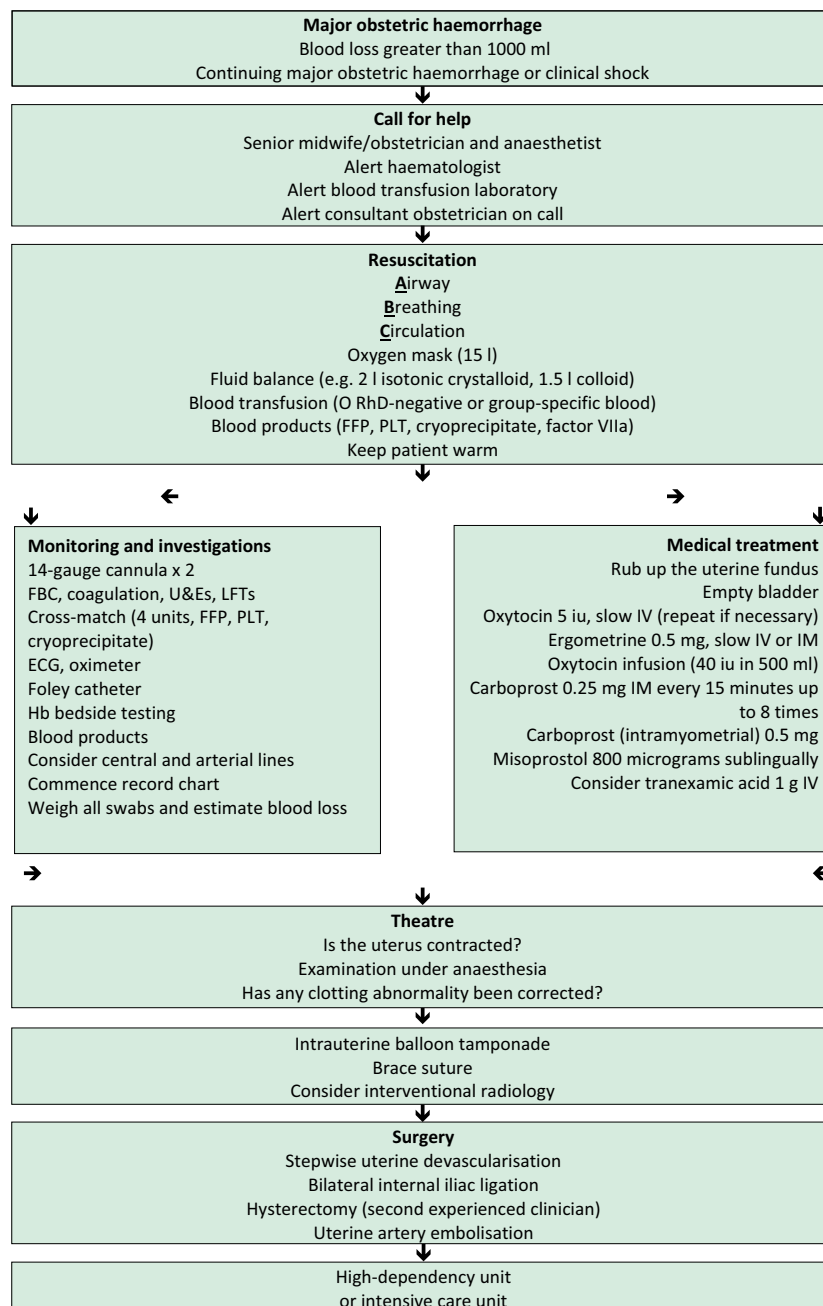 Major obstetric haemorrhage
Blood loss greater than 1000 ml
Continuing major obstetric haemorrhage or clinical shock
Call for help
Senior midwife/obstetrician and anaesthetist
Alert haematologist
Alert blood transfusion laboratory
Alert consultant obstetrician on call
Resuscitation
Airway
Breathing
Circulation
Oxygen mask (15 l)
Fluid balance (e.g. 2 l isotonic crystalloid, 1.5 l colloid)
Blood transfusion (O RhD-negative or group-specific blood)
Blood products (FFP, PLT, cryoprecipitate, factor VIIa)
Keep patient warm
Monitoring and investigations
14-gauge cannula x 2
FBC, coagulation, U&Es, LFTs
Cross-match (4 units, FFP, PLT,
cryoprecipitate)
ECG, oximeter
Foley catheter
Hb bedside testing
Blood products
Consider central and arterial lines
Commence record chart
Weigh all swabs and estimate blood loss
Medical treatment
Rub up the uterine fundus
Empty bladder
Oxytocin 5 iu, slow IV (repeat if necessary)
Ergometrine 0.5 mg, slow IV or IM
Oxytocin infusion (40 iu in 500 ml)
Carboprost 0.25 mg IM every 15 minutes up
to 8 times
Carboprost (intramyometrial) 0.5 mg
Misoprostol 800 micrograms sublingually
Consider tranexamic acid 1 g IV
Theatre
Is the uterus contracted?
Examination under anaesthesia
Has any clotting abnormality been corrected?
Intrauterine balloon tamponade
Brace suture
Consider interventional radiology
Surgery
Stepwise uterine devascularisation
Bilateral internal iliac ligation
Hysterectomy (second experienced clinician)
Uterine artery embolisation
High-dependency unit
or intensive care unit